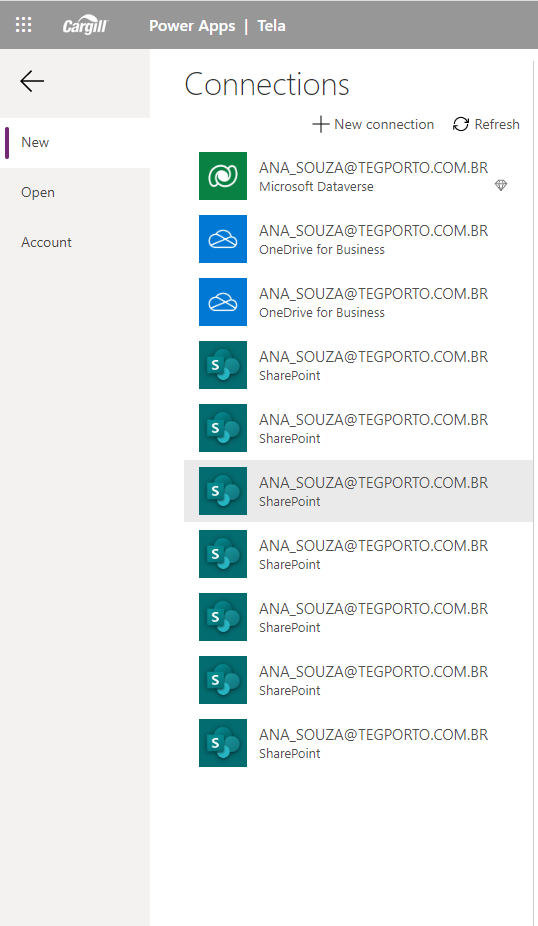 Cargill
Power Apps | Tela
Connections
New connection
Refresh
New
Open
Account
ANA_SOUZA@TEGPORTO.COM.BR
Microsoft Dataverse
ANA_SOUZA@TEGPORTO.COM.BR
OneDrive for Business
ANA_SOUZA@TEGPORTO.COM.BR
OneDrive for Business
S
ANA_SOUZA@TEGPORTO.COM.BR
SharePoint
S
ANA_SOUZA@TEGPORTO.COM.BR
SharePoint
S
ANA_SOUZA@TEGPORTO.COM.BR
SharePoint
S
ANA_SOUZA@TEGPORTO.COM.BR
SharePoint
S
ANA_SOUZA@TEGPORTO.COM.BR
SharePoint
S
ANA_SOUZA@TEGPORTO.COM.BR
SharePoint
S
ANA_SOUZA@TEGPORTO.COM.BR
SharePoint